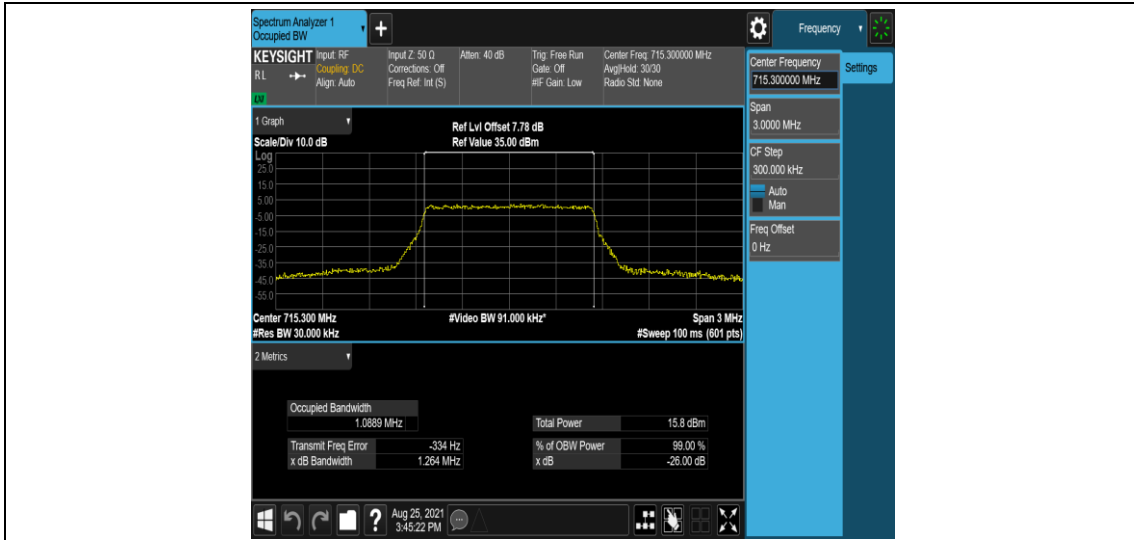 Spectrum Analyzer 1
Occupied BW
+
Frequency
KEYSIGHT
RL
LXI
Input: RF
Coupling: DC
Align: Auto
Input Z: 50 Ω
Corrections: Off
Freq Ref: Int (S)
Atten: 40 dB
Trig: Free Run
Gate: Off
#IF Gain: Low
Center Freq: 715.300000 MHz
Avg|Hold: 30/30
Radio Std: None
Center Frequency
715.300000 MHz
Settings
Span
3.0000 MHz
CF Step
300.000 kHz
Auto
Man
Freq Offset
0 Hz
1 Graph
Scale/Div 10.0 dB
Ref Lvl Offset 7.78 dB
Ref Value 35.00 dBm
Log
25.0
15.0
5.00
-5.00
-15.0
-25.0
-35.0
-45.0
-55.0
Center 715.300 MHz
#Video BW 91.000 kHz*
Span 3 MHz
#Res BW 30.000 kHz
#Sweep 100 ms (601 pts)
2 Metrics
Occupied Bandwidth
1.0889 MHz
Total Power 15.8 dBm
Transmit Freq Error -334 Hz
% of OBW Power 99.00 %
x dB Bandwidth 1.264 MHz
x dB -26.00 dB
?
Aug 25, 2021
3:45:22 PM